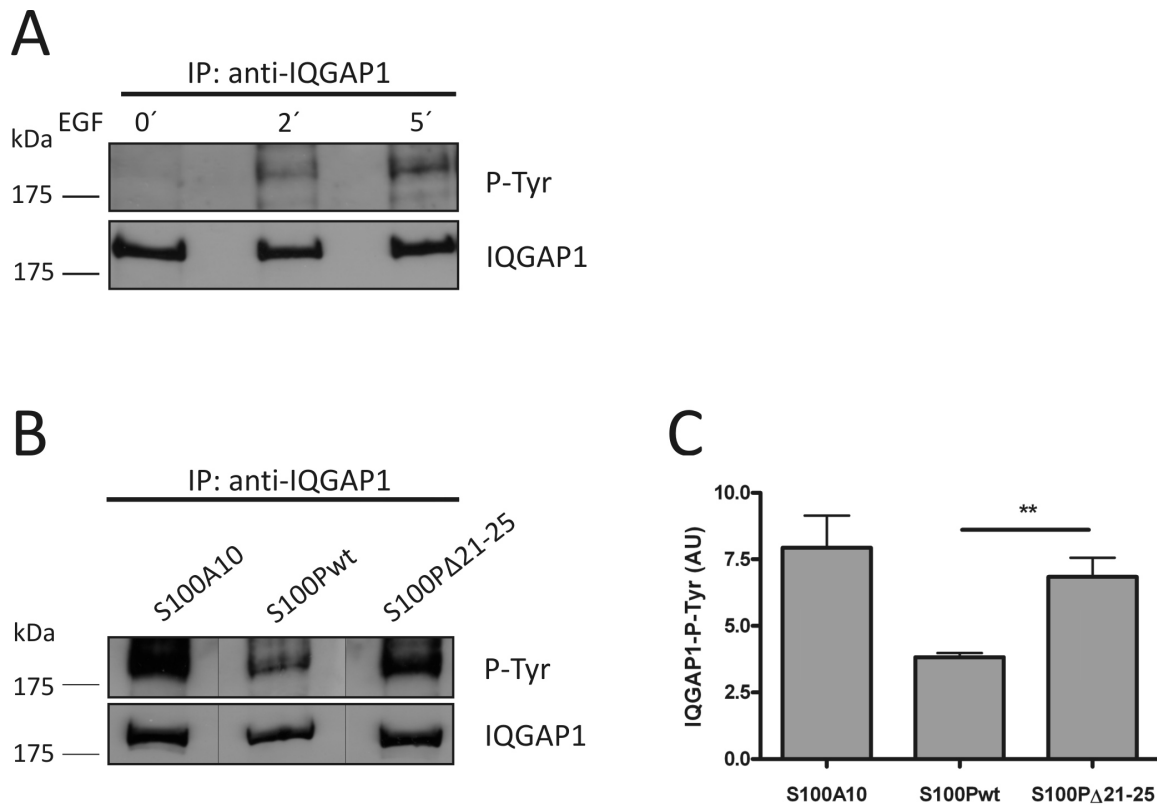 A
IP: anti-IQGAP1
kDa EGF 0´ 2´ 5´
175
P-Tyr
175
IQGAP1
B
IP: anti-IQGAP1
S100A10 S100Pwt S100PΔ21-25
kDa
175
P-Tyr
175
IQGAP1
C
IQGAP1-P-Tyr (AU)
10.0
7.5
5.0
2.5
0.0
**
S100A10 S100Pwt S100PΔ21-25